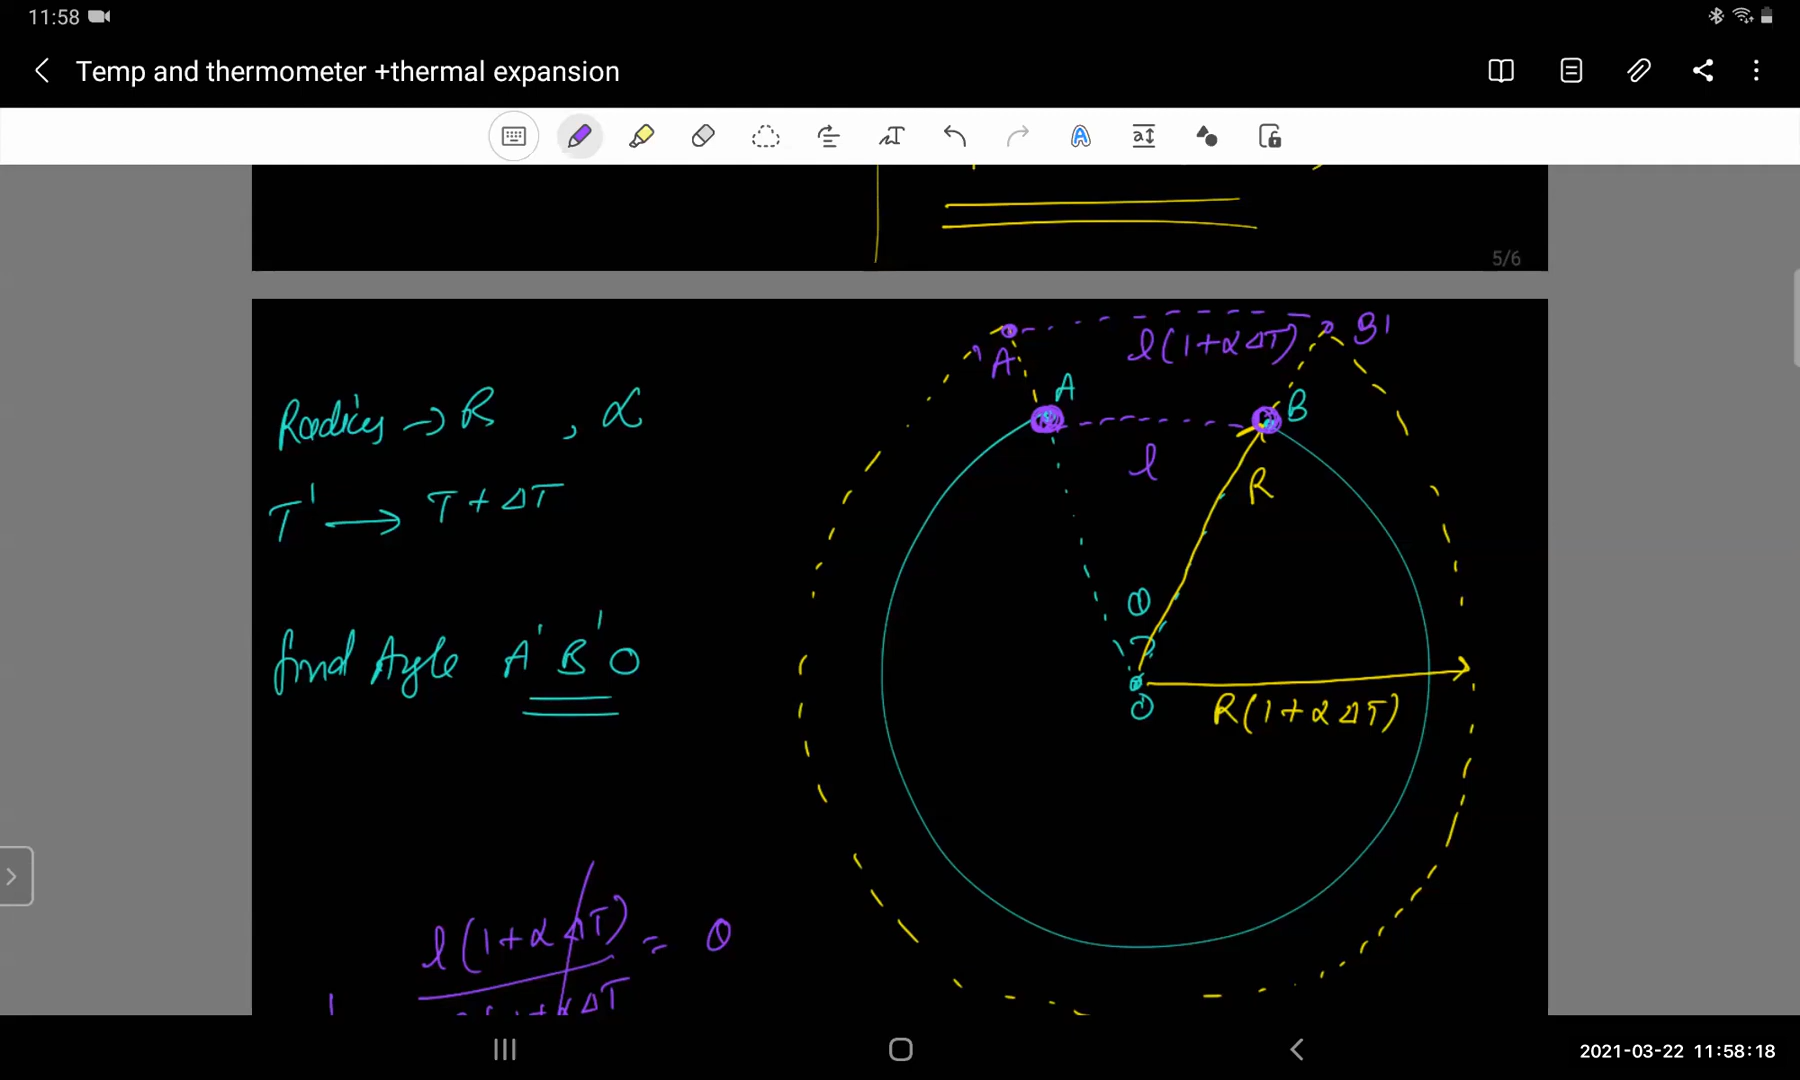 11:58
Temp and thermometer +thermal expansion
5/6
Radius → R , α
T' → T + ΔT
find Angle A' B' O
l(1+αΔT) = θ
A'
l(1+αΔT)
B'
A
B
l
R
θ
O
R(1+αΔT)
2021-03-22 11:58:18